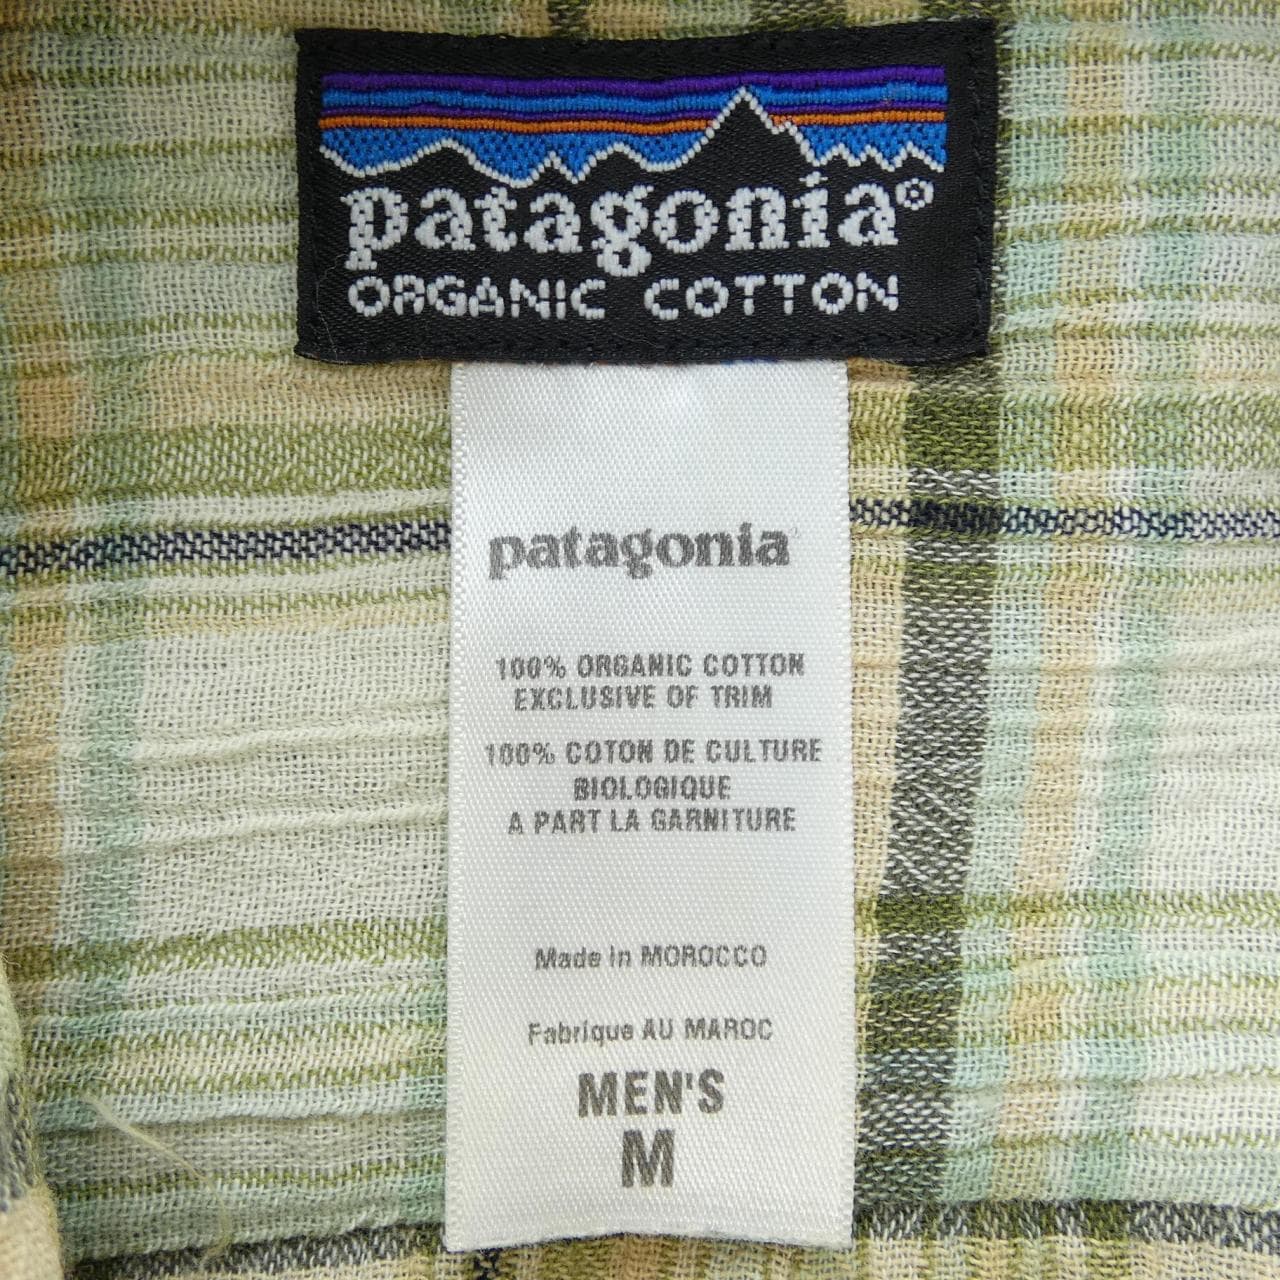 patagonia®
ORGANIC COTTON
patagonia
100% ORGANIC COTTON
EXCLUSIVE OF TRIM
100% COTON DE CULTURE
BIOLOGIQUE
A PART LA GARNITURE
Made in MOROCCO
Fabrique AU MAROC
MEN'S
M